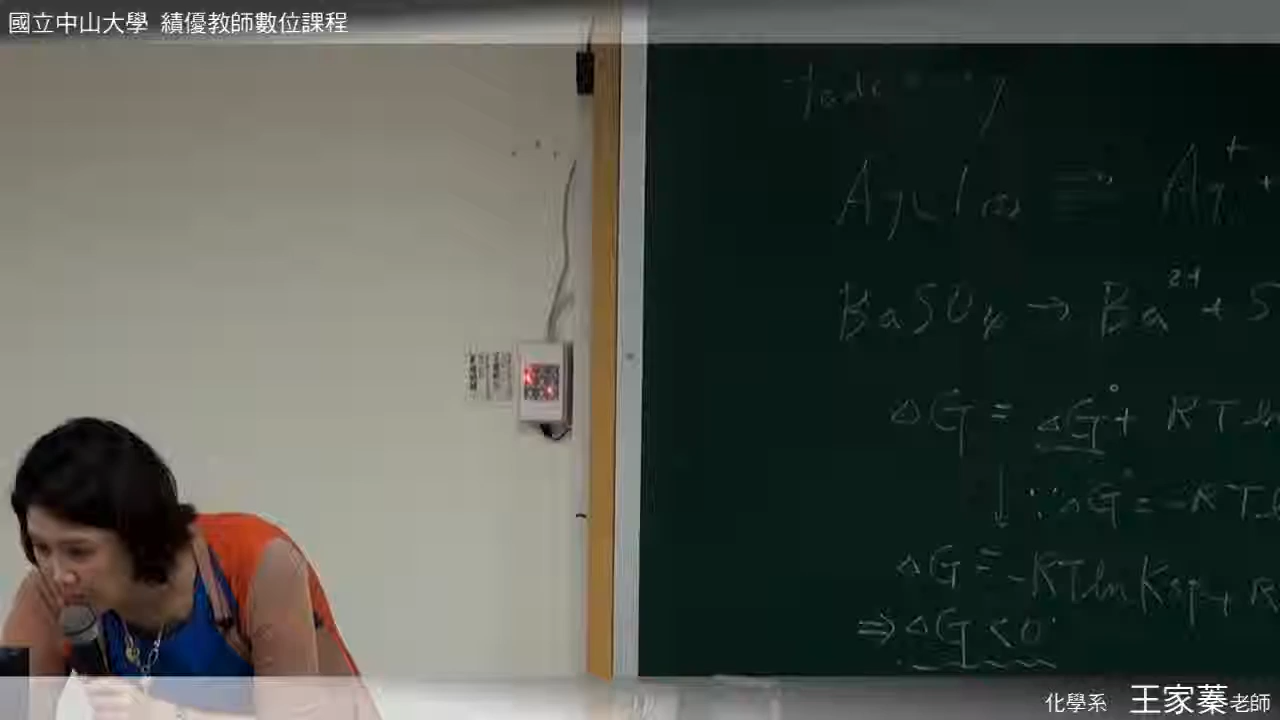 國立中山大學 績優教師數位課程
AgCl(s) ⇌ Ag⁺ +
BaSO₄ → Ba²⁺ + S
ΔG = ΔG° + RT ln
↓ ∵ ΔG° = -RT
ΔG = -RT ln Ksp + R
⇒ ΔG < 0
化學系 王家蓁老師